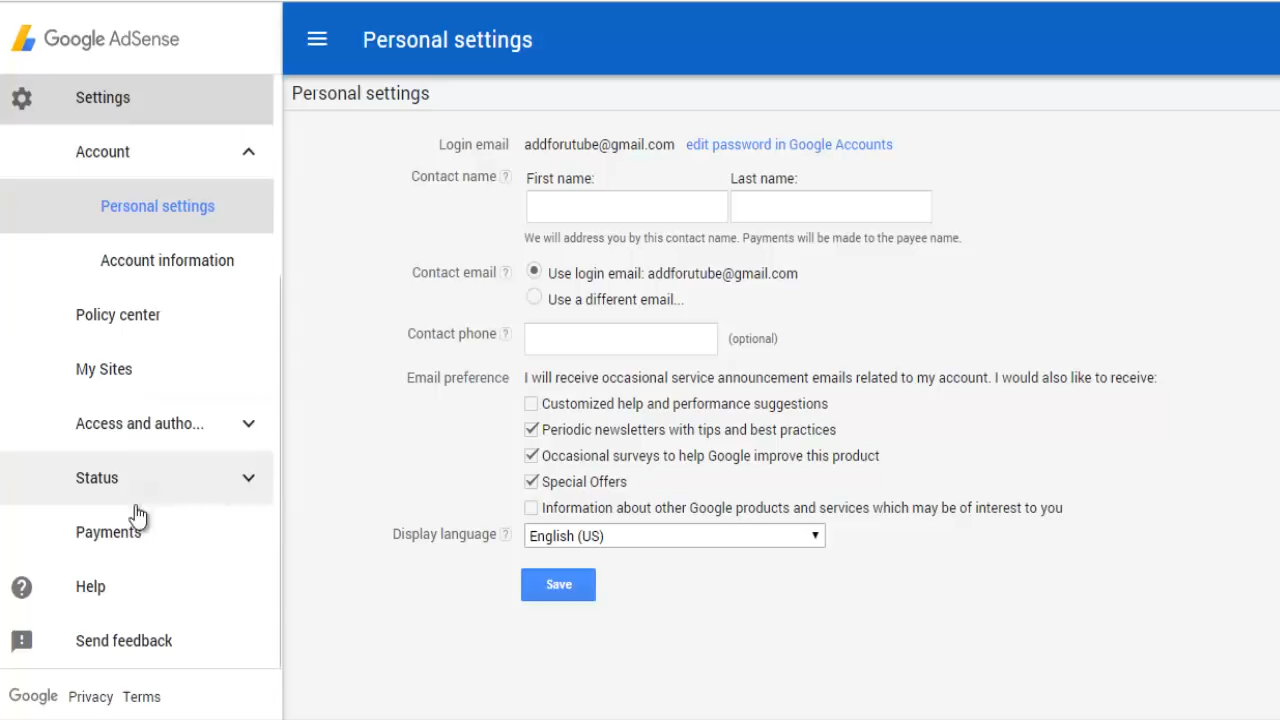 Google AdSense
Personal settings
Settings
Account
Personal settings
Account information
Policy center
My Sites
Access and autho...
Status
Payments
Help
Send feedback
Google Privacy Terms
Personal settings
Login email addforutube@gmail.com edit password in Google Accounts
Contact name ? First name: Last name:
We will address you by this contact name. Payments will be made to the payee name.
Contact email ? Use login email: addforutube@gmail.com
Use a different email...
Contact phone ? (optional)
Email preference I will receive occasional service announcement emails related to my account. I would also like to receive:
Customized help and performance suggestions
Periodic newsletters with tips and best practices
Occasional surveys to help Google improve this product
Special Offers
Information about other Google products and services which may be of interest to you
Display language ? English (US)
Save